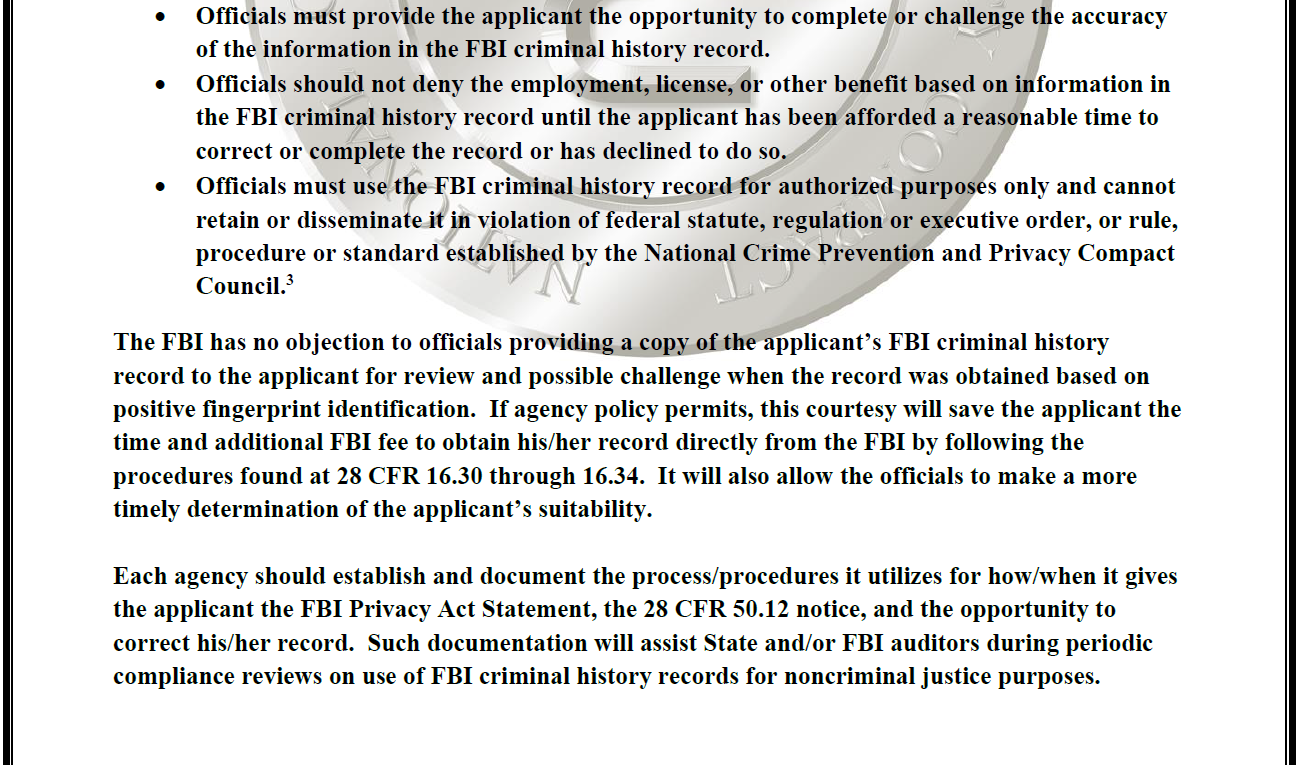 • Officials must provide the applicant the opportunity to complete or challenge the accuracy
of the information in the FBI criminal history record.
• Officials should not deny the employment, license, or other benefit based on information in
the FBI criminal history record until the applicant has been afforded a reasonable time to
correct or complete the record or has declined to do so.
• Officials must use the FBI criminal history record for authorized purposes only and cannot
retain or disseminate it in violation of federal statute, regulation or executive order, or rule,
procedure or standard established by the National Crime Prevention and Privacy Compact
Council.³
The FBI has no objection to officials providing a copy of the applicant’s FBI criminal history
record to the applicant for review and possible challenge when the record was obtained based on
positive fingerprint identification.  If agency policy permits, this courtesy will save the applicant the
time and additional FBI fee to obtain his/her record directly from the FBI by following the
procedures found at 28 CFR 16.30 through 16.34.  It will also allow the officials to make a more
timely determination of the applicant’s suitability.
Each agency should establish and document the process/procedures it utilizes for how/when it gives
the applicant the FBI Privacy Act Statement, the 28 CFR 50.12 notice, and the opportunity to
correct his/her record.  Such documentation will assist State and/or FBI auditors during periodic
compliance reviews on use of FBI criminal history records for noncriminal justice purposes.